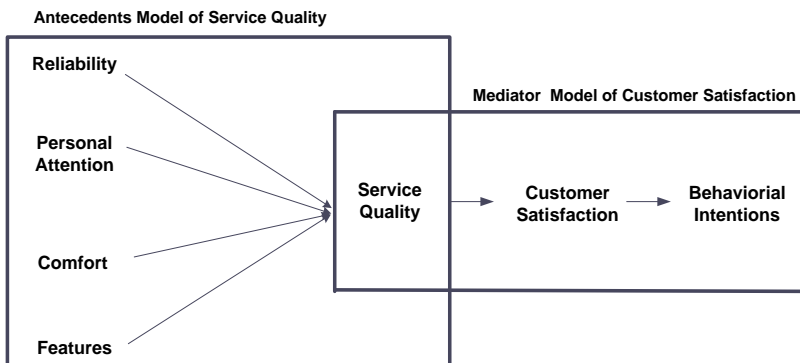 Antecedents Model of Service Quality
Reliability
Mediator Model of Customer Satisfaction
Personal
Attention
Service
Quality
Customer
Satisfaction
Behaviorial
Intentions
Comfort
Features